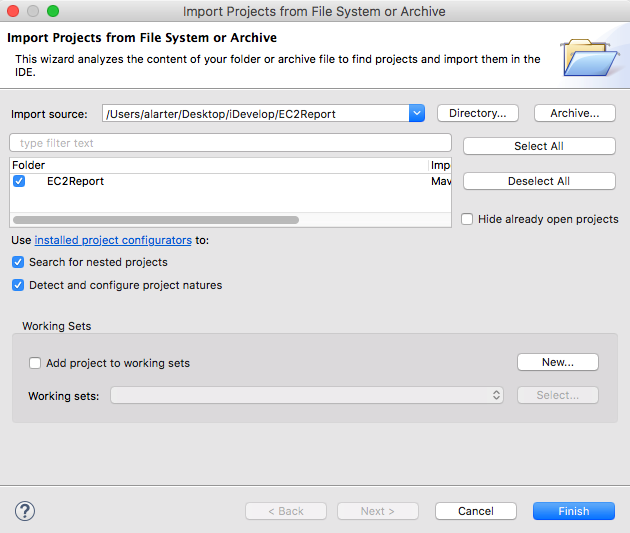 Import Projects from File System or Archive
Import Projects from File System or Archive
This wizard analyzes the content of your folder or archive file to find projects and import them in the
IDE.
Import source: /Users/alarter/Desktop/iDevelop/EC2Report Directory... Archive...
type filter text
Select All
Folder Impo
EC2Report Mav
Deselect All
Hide already open projects
Use installed project configurators to:
Search for nested projects
Detect and configure project natures
Working Sets
Add project to working sets New...
Working sets: Select...
? < Back Next > Cancel Finish